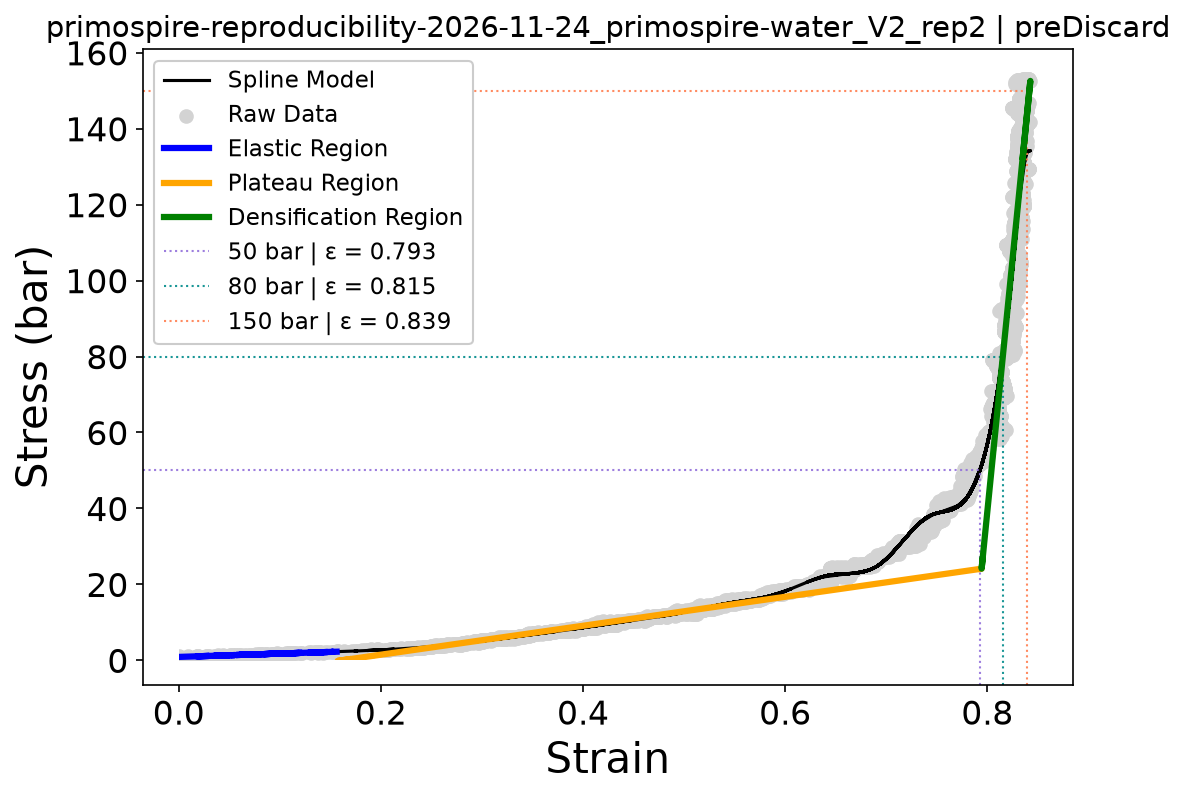 primospire-reproducibility-2026-11-24_primospire-water_V2_rep2 | preDiscard
160
140
120
100
80
60
40
20
0
Stress (bar)
Spline Model
Raw Data
Elastic Region
Plateau Region
Densification Region
50 bar | ε = 0.793
80 bar | ε = 0.815
150 bar | ε = 0.839
0.0 0.2 0.4 0.6 0.8
Strain